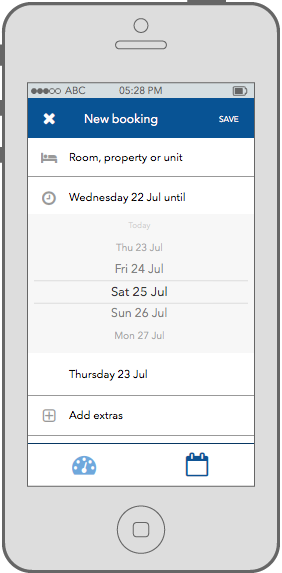 ABC 05:28 PM
New booking SAVE
Room, property or unit
Wednesday 22 Jul until
Today
Thu 23 Jul
Fri 24 Jul
Sat 25 Jul
Sun 26 Jul
Mon 27 Jul
Thursday 23 Jul
Add extras